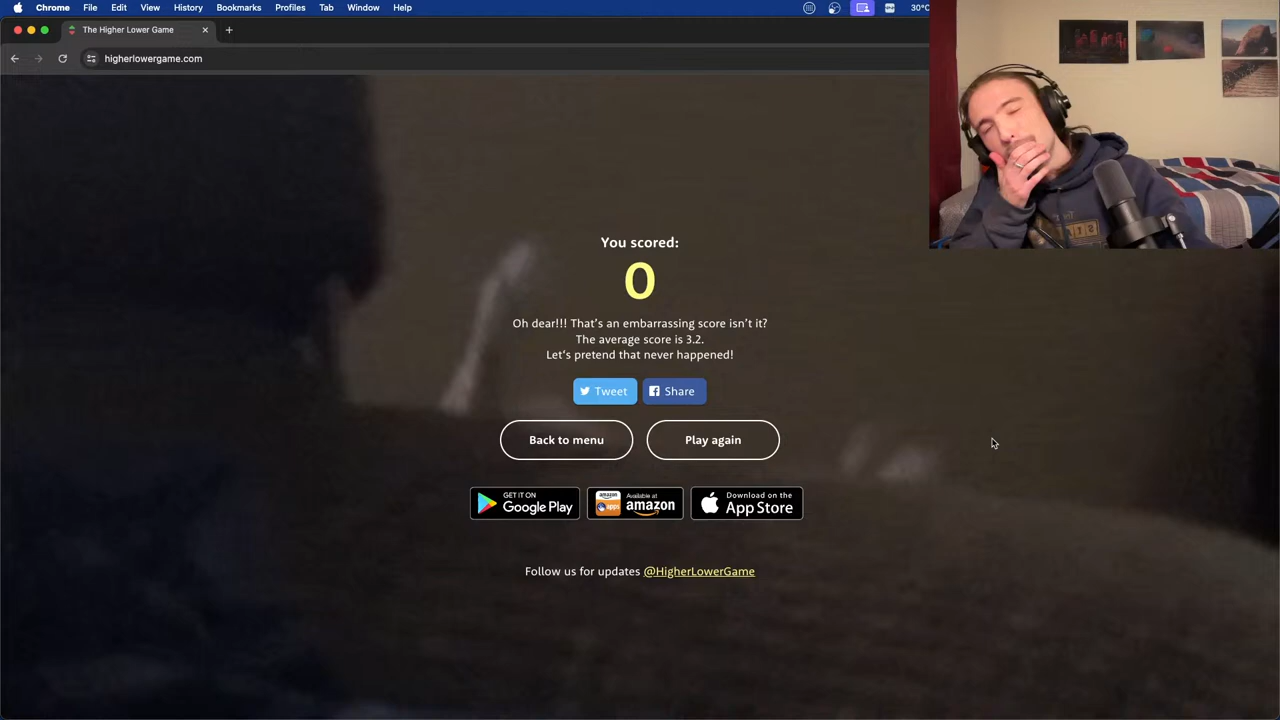 Chrome File Edit View History Bookmarks Profiles Tab Window Help 30°C
The Higher Lower Game
higherlowergame.com
You scored:
0
Oh dear!!! That's an embarrassing score isn't it?
The average score is 3.2.
Let's pretend that never happened!
Tweet Share
Back to menu Play again
GET IT ON
Google Play
amazon
apps
Available at
amazon
Download on the
App Store
Follow us for updates @HigherLowerGame